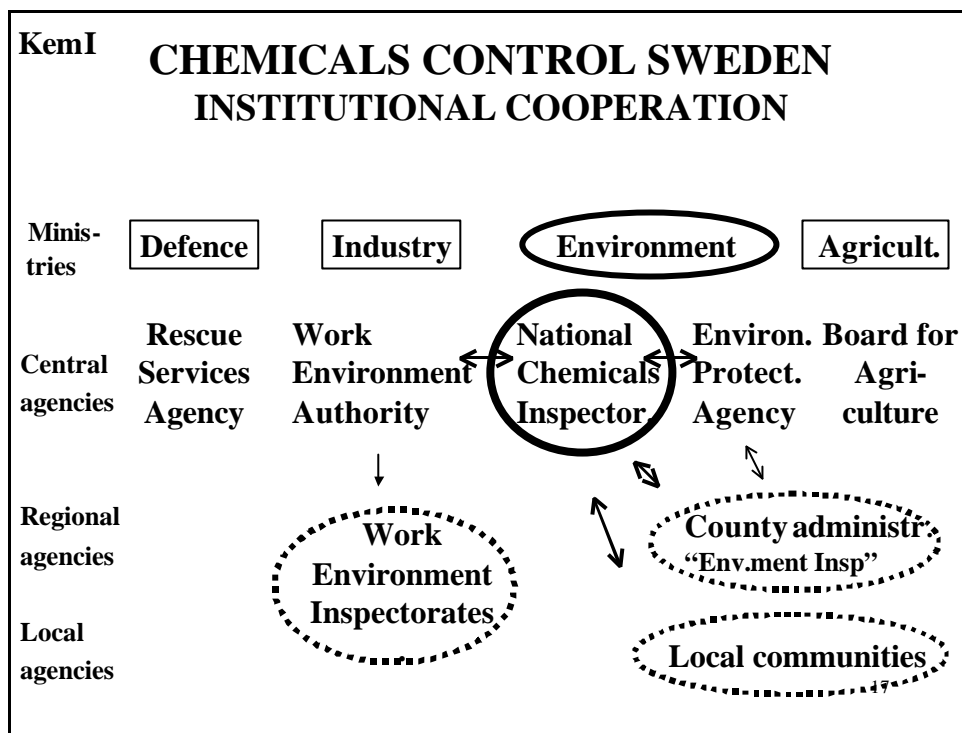 KemI
CHEMICALS CONTROL SWEDEN
INSTITUTIONAL COOPERATION
Minis-
tries
Defence
Industry
Environment
Agricult.
Central
agencies
Rescue
Services
Agency
Work
Environment
Authority
National
Chemicals
Inspector.
Environ.
Protect.
Agency
Board for
Agri-
culture
Regional
agencies
Work
Environment
Inspectorates
County administr.
“Env.ment Insp”
Local
agencies
Local communities
17